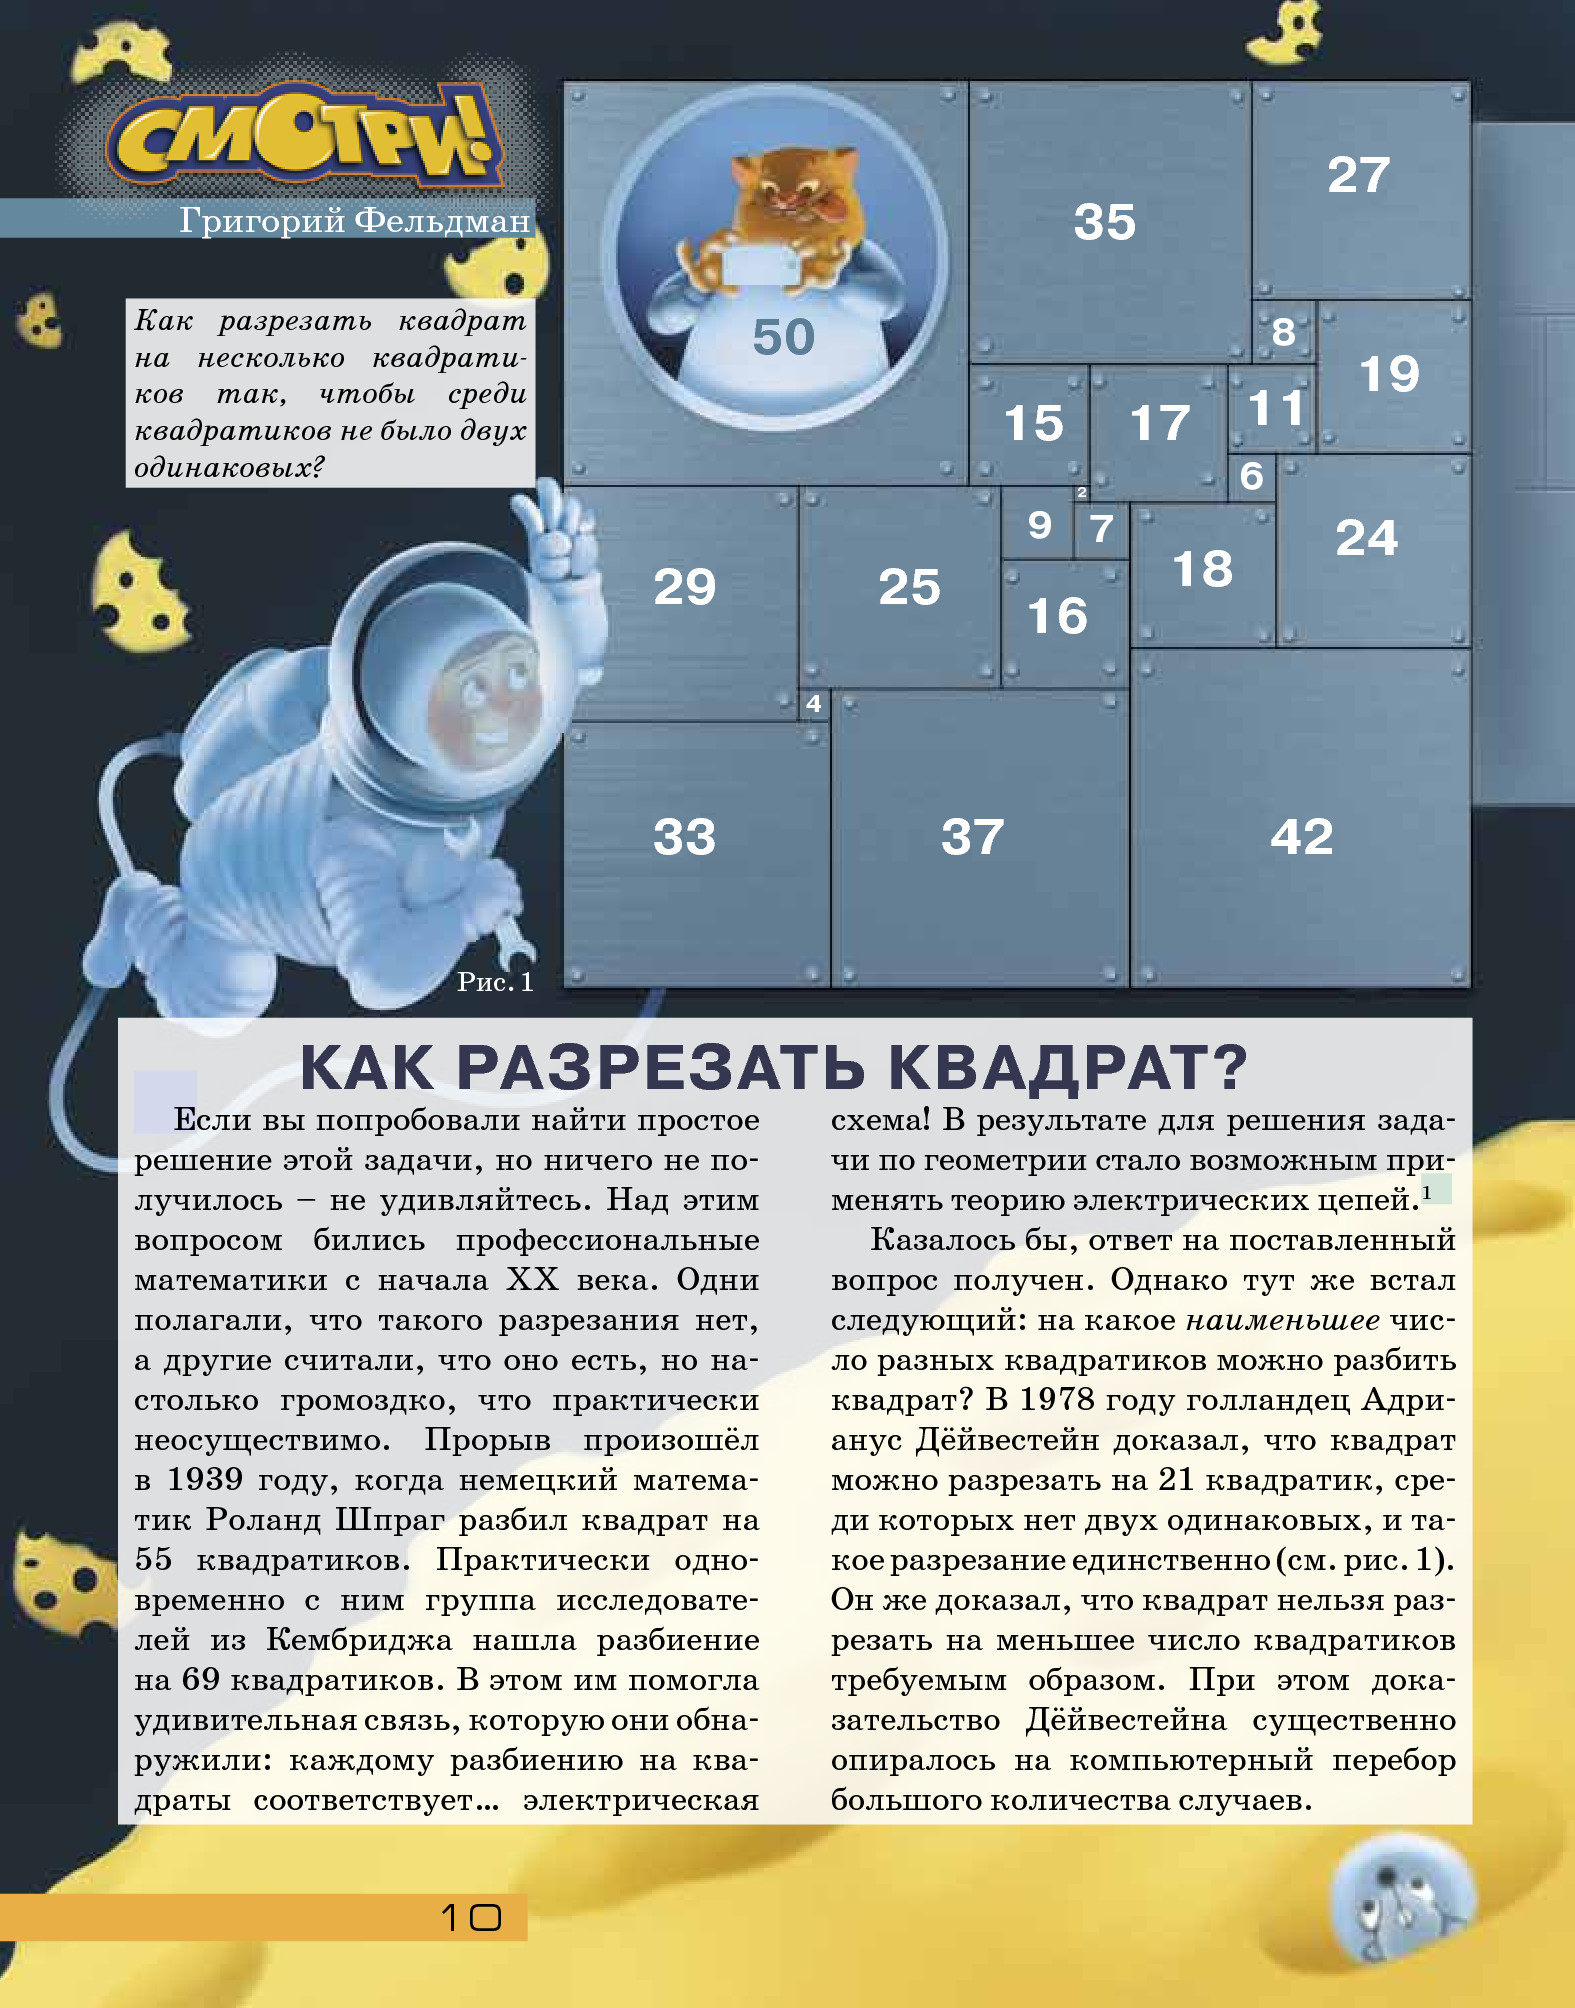 СМОТРИ!
Григорий Фельдман
Как разрезать квадрат
на несколько квадрати-
ков так, чтобы среди
квадратиков не было двух
одинаковых?
50
35
27
8
19
15
17
11
2
6
9
7
29
25
18
24
16
4
33
37
42
Рис. 1
КАК РАЗРЕЗАТЬ КВАДРАТ?
Если вы попробовали найти простое
решение этой задачи, но ничего не по-
лучилось – не удивляйтесь. Над этим
вопросом бились профессиональные
математики с начала XX века. Одни
полагали, что такого разрезания нет,
а другие считали, что оно есть, но на-
столько громоздко, что практически
неосуществимо. Прорыв произошёл
в 1939 году, когда немецкий матема-
тик Роланд Шпраг разбил квадрат на
55 квадратиков. Практически одно-
временно с ним группа исследовате-
лей из Кембриджа нашла разбиение
на 69 квадратиков. В этом им помогла
удивительная связь, которую они обна-
ружили: каждому разбиению на ква-
драты соответствует… электрическая
схема! В результате для решения зада-
чи по геометрии стало возможным при-
менять теорию электрических цепей.1
Казалось бы, ответ на поставленный
вопрос получен. Однако тут же встал
следующий: на какое наименьшее чис-
ло разных квадратиков можно разбить
квадрат? В 1978 году голландец Адри-
анус Дёйвестейн доказал, что квадрат
можно разрезать на 21 квадратик, сре-
ди которых нет двух одинаковых, и та-
кое разрезание единственно (см. рис. 1).
Он же доказал, что квадрат нельзя раз-
резать на меньшее число квадратиков
требуемым образом. При этом дока-
зательство Дёйвестейна существенно
опиралось на компьютерный перебор
большого количества случаев.
10